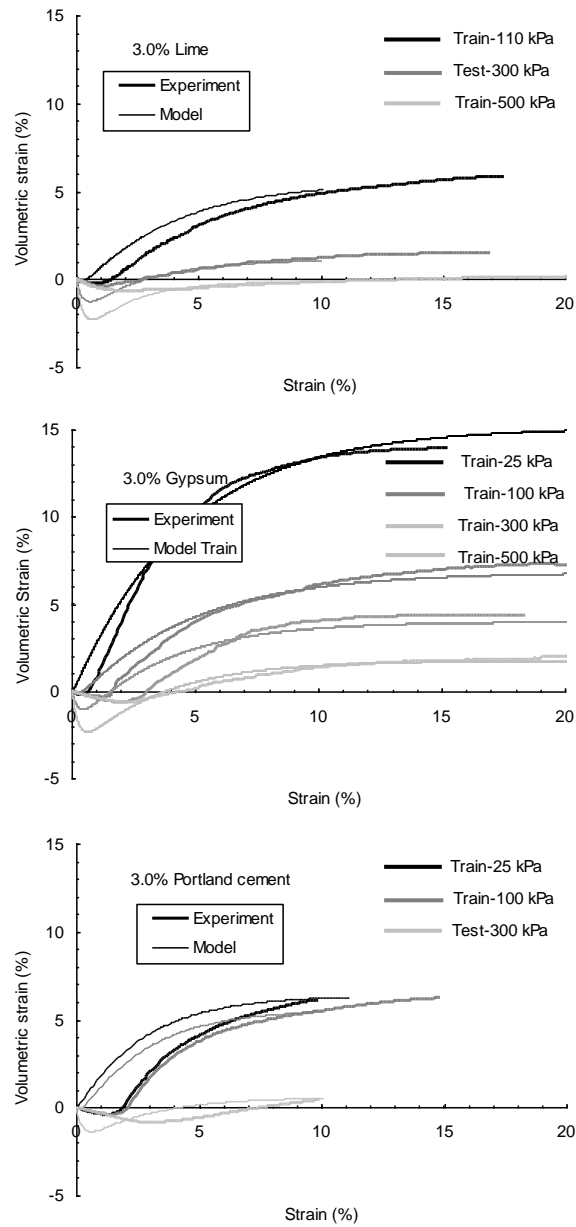 15
3.0% Lime
Train-110 kPa
Test-300 kPa
Train-500 kPa
Experiment
Model
10
5
0
-5
0
5
10
15
20
Volumetric strain (%)
Strain (%)
15
3.0% Gypsum
Train-25 kPa
Train-100 kPa
Train-300 kPa
Train-500 kPa
Experiment
Model Train
10
5
0
-5
0
5
10
15
20
Volumetric Strain (%)
Strain (%)
15
3.0% Portland cement
Train-25 kPa
Train-100 kPa
Test-300 kPa
Experiment
Model
10
5
0
-5
0
5
10
15
20
Volumetric strain (%)
Strain (%)